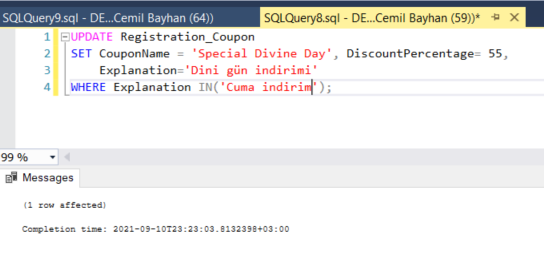 SQLQuery9.sql - DE...Cemil Bayhan (64))
SQLQuery8.sql - DE...Cemil Bayhan (59))*
1 UPDATE Registration_Coupon
2 SET CouponName = 'Special Divine Day', DiscountPercentage= 55,
3 Explanation='Dini gün indirimi'
4 WHERE Explanation IN('Cuma indirim');
99 %
Messages
(1 row affected)
Completion time: 2021-09-10T23:23:03.8132398+03:00